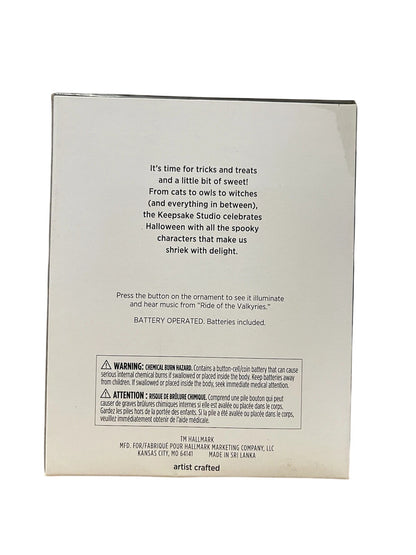 It's time for tricks and treats
and a little bit of sweet!
From cats to owls to witches
(and everything in between),
the Keepsake Studio celebrates
Halloween with all the spooky
characters that make us
shriek with delight.
Press the button on the ornament to see it illuminate
and hear music from "Ride of the Valkyries."
BATTERY OPERATED. Batteries included.
WARNING: CHEMICAL BURN HAZARD. Contains a button-cell/coin battery that can cause
serious internal chemical burns if swallowed or placed inside the body. Keep batteries away
from children. If swallowed or placed inside the body, seek immediate medical attention.
ATTENTION : RISQUE DE BRÛLURE CHIMIQUE. Comprend une pile bouton qui peut
causer de graves brûlures chimiques internes si elle est avalée ou placée dans le corps.
Gardez les piles hors de la portée des enfants. Si la pile a été avalée ou placée dans le corps,
veuillez immédiatement obtenir de l'aide médicale.
TM HALLMARK
MFD. FOR/FABRIQUÉ POUR HALLMARK MARKETING COMPANY, LLC
KANSAS CITY, MO 64141 MADE IN SRI LANKA
artist crafted